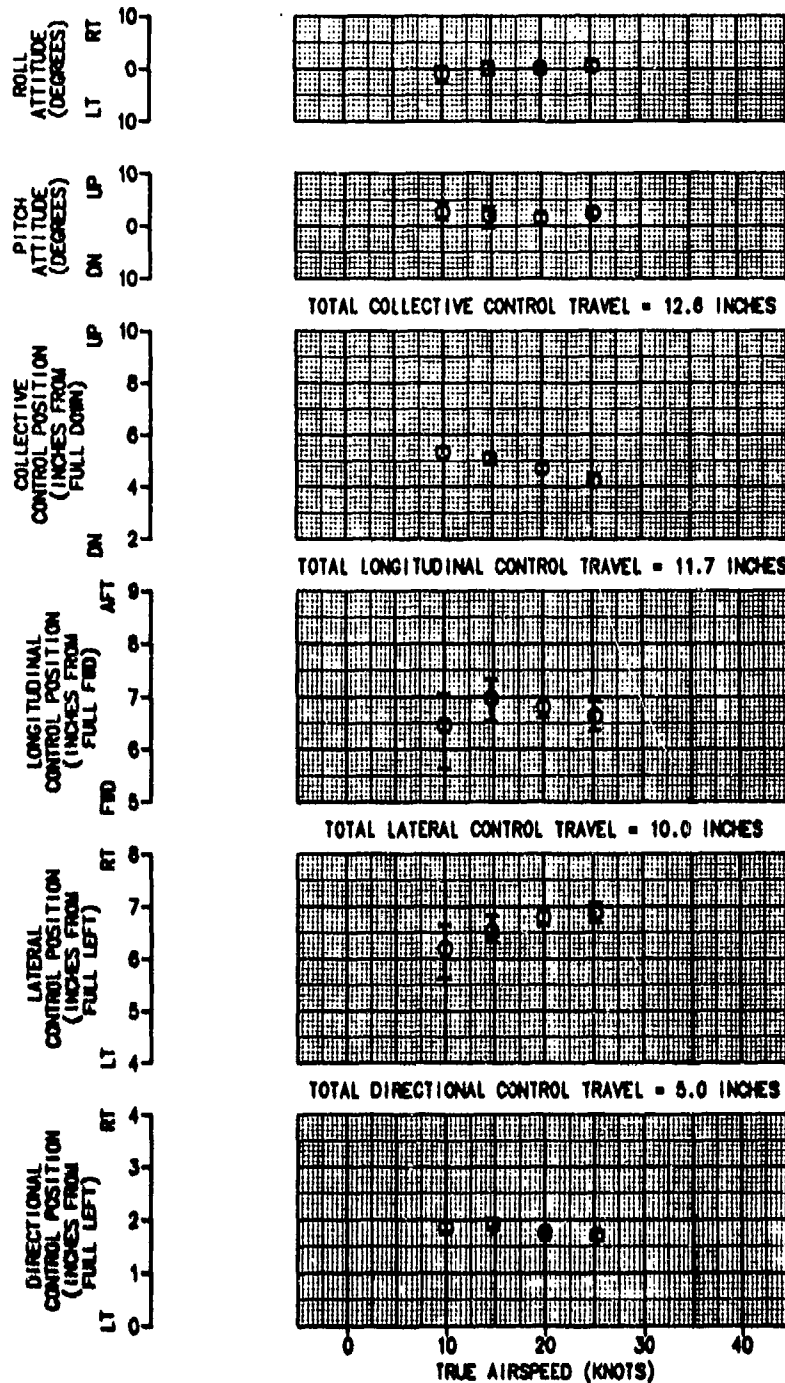 ROLL
ATTITUDE
(DEGREES)
LT RT
10
0
10
PITCH
ATTITUDE
(DEGREES)
DN UP
10
0
10
TOTAL COLLECTIVE CONTROL TRAVEL = 12.6 INCHES
COLLECTIVE
CONTROL POSITION
(INCHES FROM
FULL DOWN)
DN UP
10
8
6
4
2
TOTAL LONGITUDINAL CONTROL TRAVEL = 11.7 INCHES
LONGITUDINAL
CONTROL POSITION
(INCHES FROM
FULL FWD)
FWD AFT
9
8
7
6
5
TOTAL LATERAL CONTROL TRAVEL = 10.0 INCHES
LATERAL
CONTROL POSITION
(INCHES FROM
FULL LEFT)
LT RT
8
7
6
5
4
TOTAL DIRECTIONAL CONTROL TRAVEL = 5.0 INCHES
DIRECTIONAL
CONTROL POSITION
(INCHES FROM
FULL LEFT)
LT RT
4
3
2
1
0
0 10 20 30 40
TRUE AIRSPEED (KNOTS)